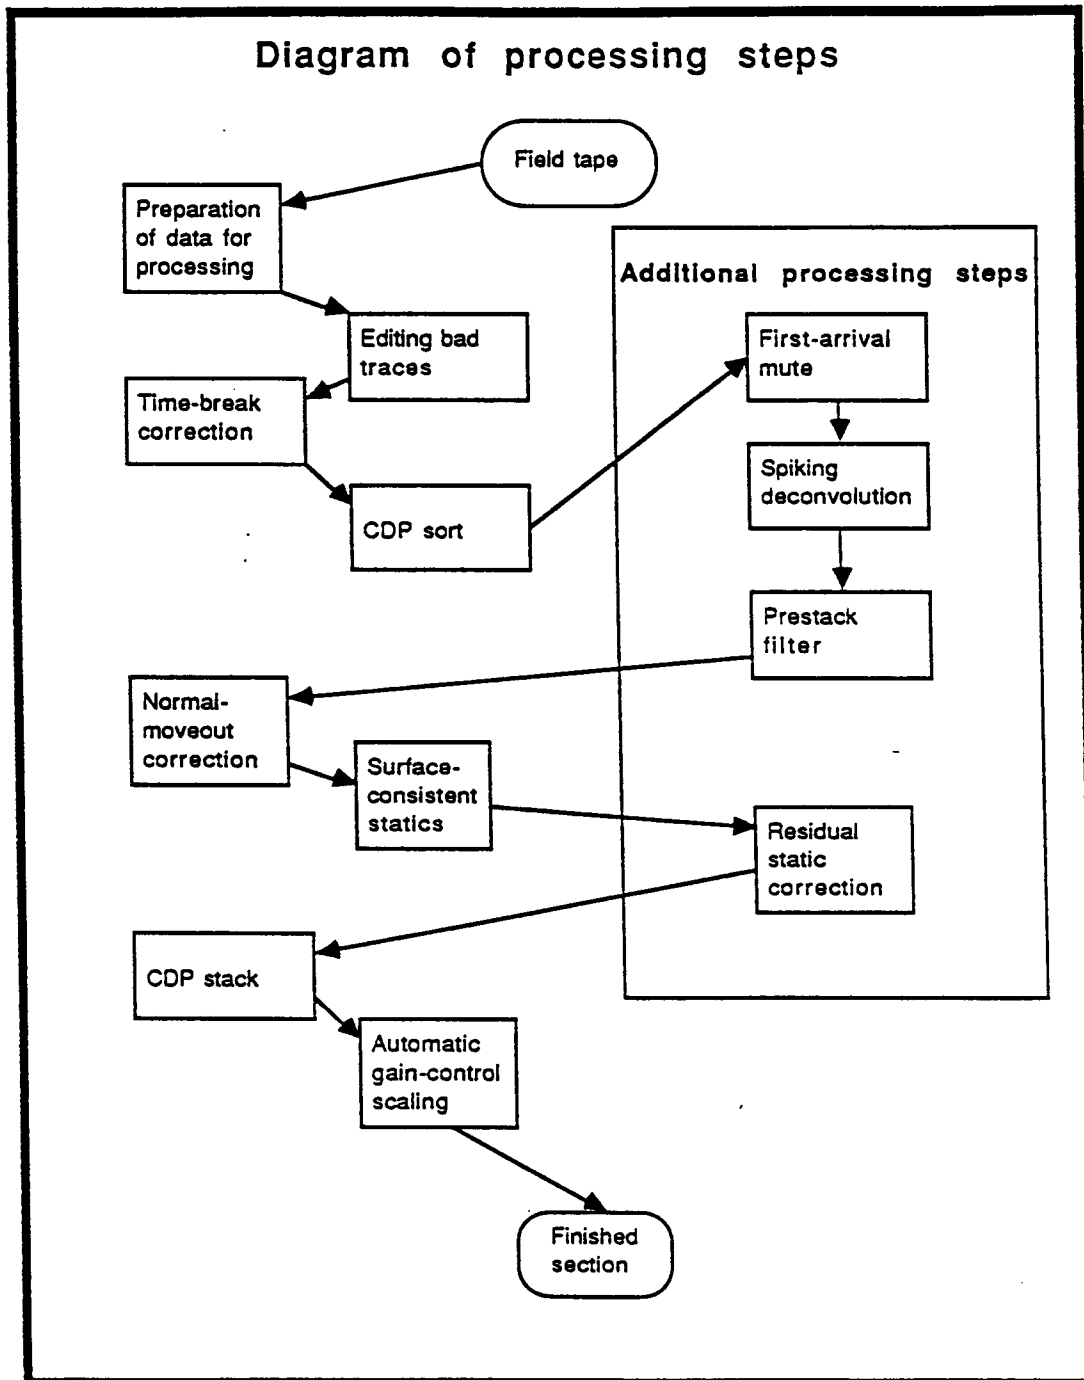 Diagram of processing steps
Field tape
Preparation
of data for
processing
Additional processing steps
Editing bad
traces
First-arrival
mute
Time-break
correction
Spiking
deconvolution
CDP sort
Prestack
filter
Normal-
moveout
correction
Surface-
consistent
statics
Residual
static
correction
CDP stack
Automatic
gain-control
scaling
Finished
section